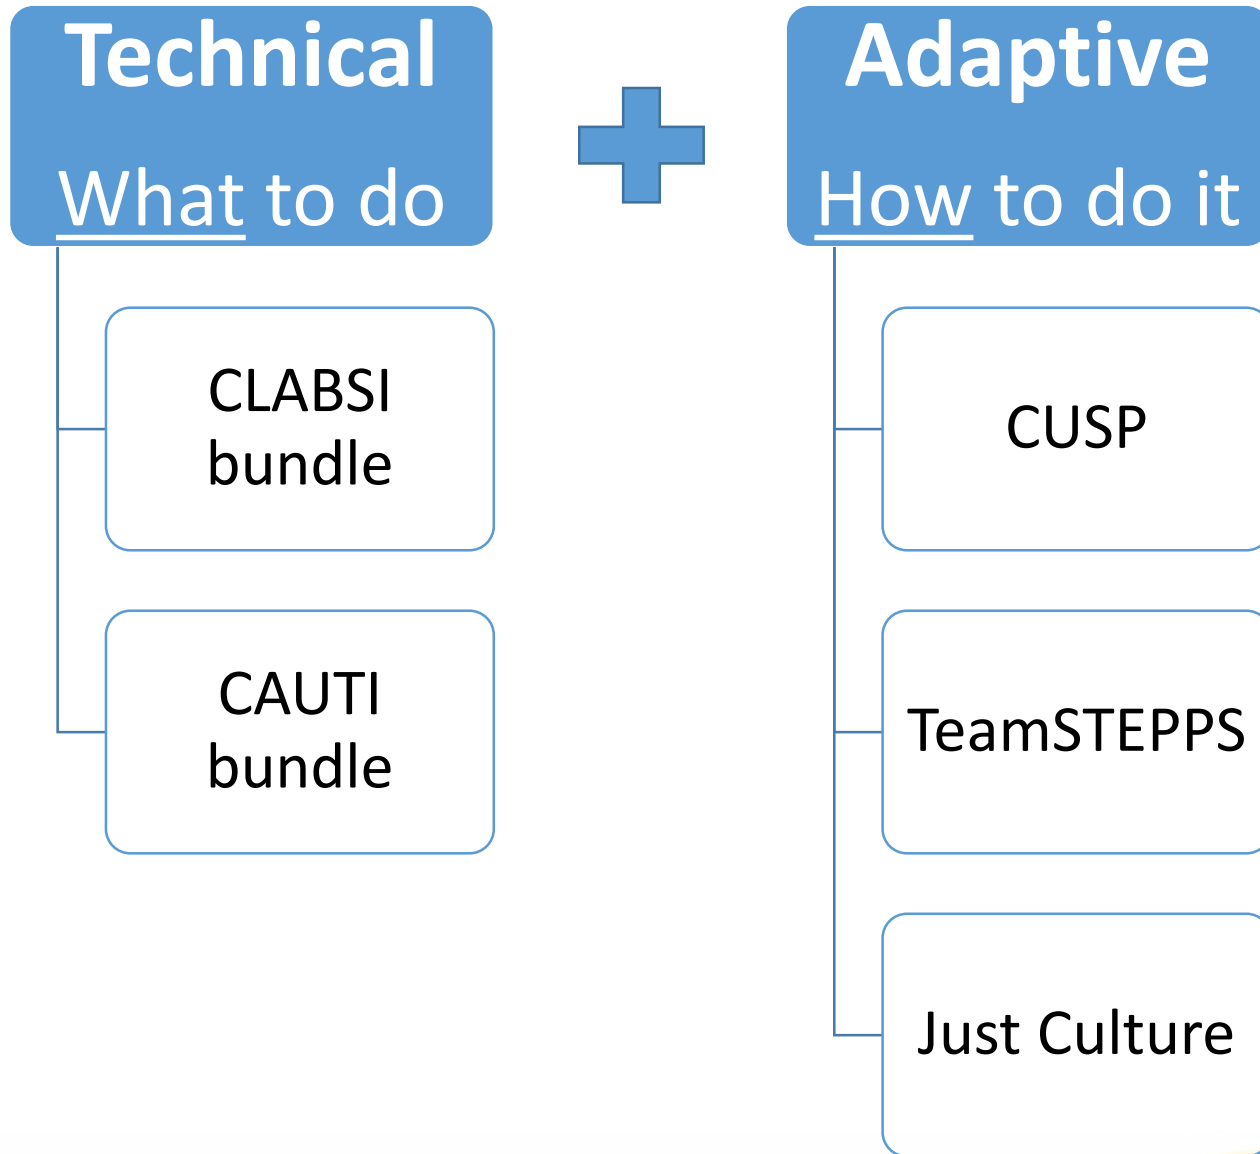 Technical
What to do
CLABSI
bundle
CAUTI
bundle
Adaptive
How to do it
CUSP
TeamSTEPPS
Just Culture